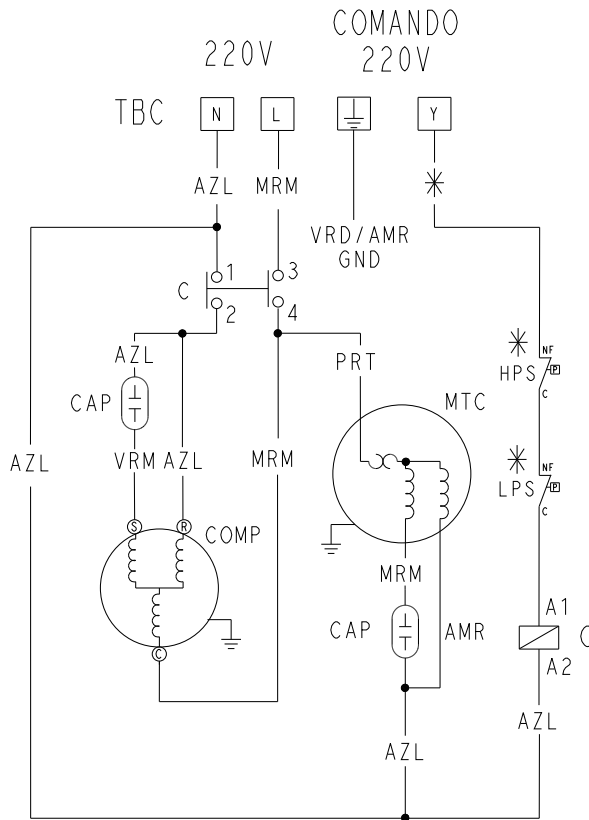 COMANDO
220V 220V
TBC N L Y
AZL MRM
VRD/AMR
GND
1 3
C
2 4
NF
HPS P
C
AZL PRT
CAP MTC
AZL VRM AZL MRM
NF
LPS P
C
S R COMP
MRM
A1
CAP AMR C
A2
C
AZL
AZL